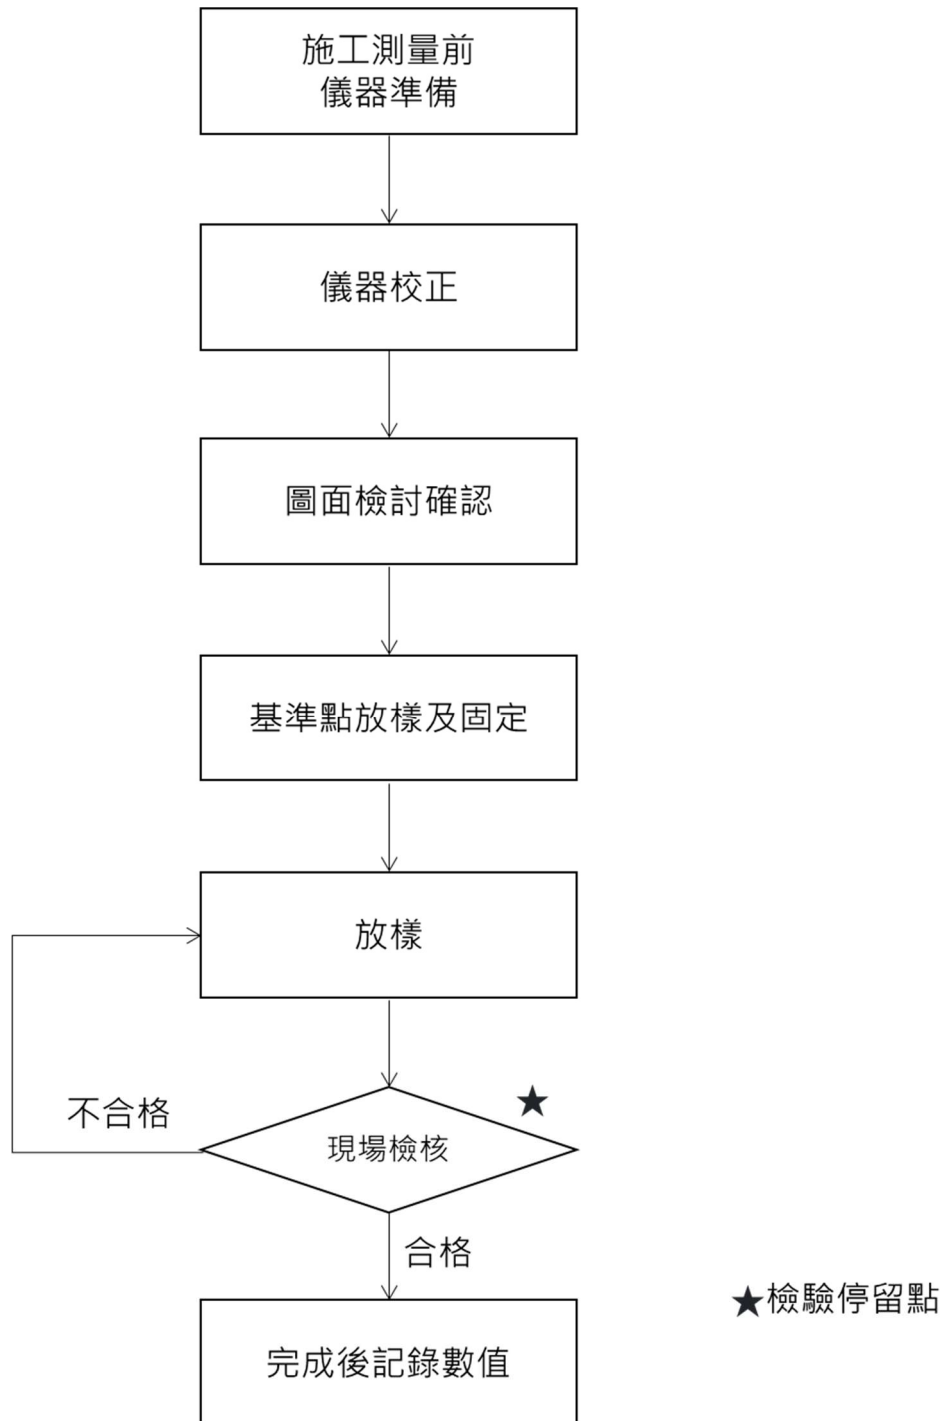 施工測量前
儀器準備
儀器校正
圖面檢討確認
基準點放樣及固定
放樣
不合格
現場檢核
合格
★檢驗停留點
完成後記錄數值